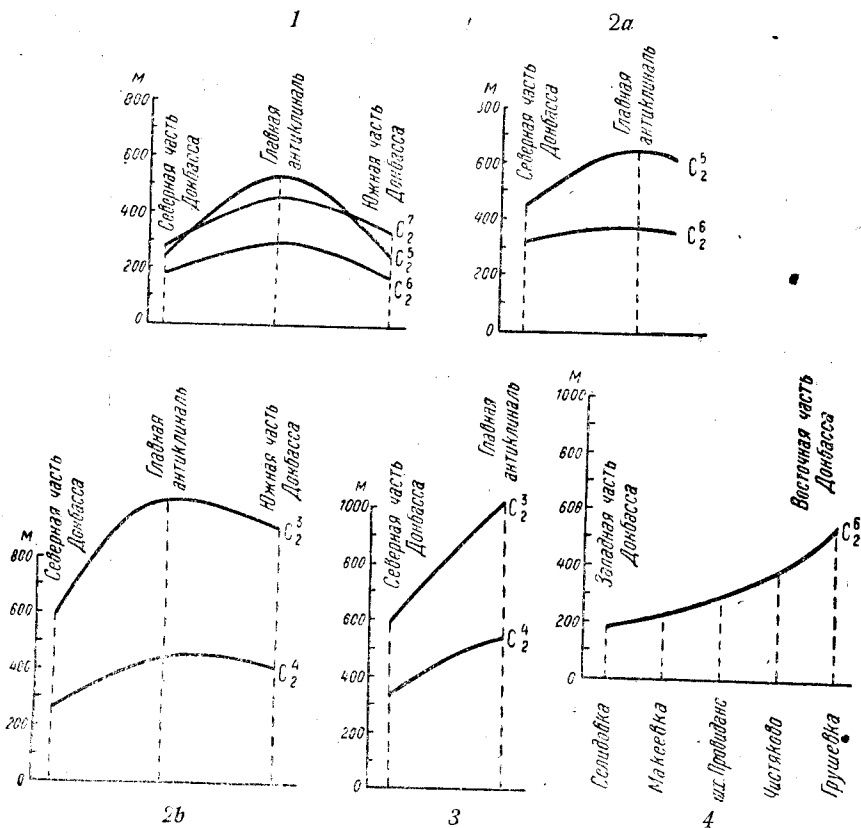 1
м
800
600
400
200
0
Северная часть
Донбасса
Главная
антиклиналь
Южная часть
Донбасса
C₂⁷
C₂⁵
C₂⁶
2а
м
800
600
400
200
0
Северная часть
Донбасса
Главная
антиклиналь
C₂⁵
C₂⁶
м
800
600
400
200
0
Северная часть
Донбасса
Главная
антиклиналь
Южная часть
Донбасса
C₂³
C₂⁴
2b
м
1000
800
600
400
200
0
Северная часть
Донбасса
Главная
антиклиналь
C₂³
C₂⁴
3
м
1000
800
600
400
200
0
Западная часть
Донбасса
Восточная часть
Донбасса
C₂⁶
Селидовка
Макеевка
шх. Провиданс
Чистяково
Грушевка
4